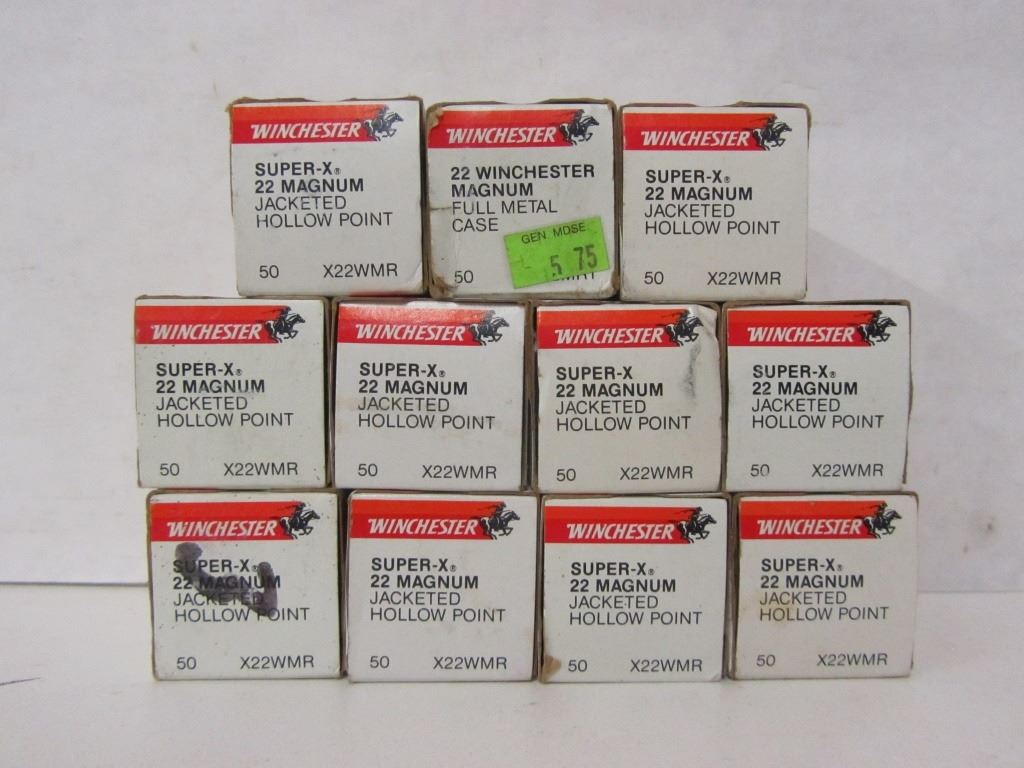 WINCHESTER
SUPER-X®
22 MAGNUM
JACKETED
HOLLOW POINT
50 X22WMR
WINCHESTER
22 WINCHESTER
MAGNUM
FULL METAL
CASE
GEN. MDSE
5 75
50
WINCHESTER
SUPER-X®
22 MAGNUM
JACKETED
HOLLOW POINT
50 X22WMR
WINCHESTER
SUPER-X®
22 MAGNUM
JACKETED
HOLLOW POINT
50 X22WMR
WINCHESTER
SUPER-X®
22 MAGNUM
JACKETED
HOLLOW POINT
50 X22WMR
WINCHESTER
SUPER-X
22 MAGNUM
JACKETED
HOLLOW POINT
50 X22WMR
WINCHESTER
SUPER-X®
22 MAGNUM
JACKETED
HOLLOW POINT
50 X22WMR
WINCHESTER
SUPER-X®
22 MAGNUM
JACKETED
HOLLOW POINT
50 X22WMR
WINCHESTER
SUPER-X®
22 MAGNUM
JACKETED
HOLLOW POINT
50 X22WMR
WINCHESTER
SUPER-X®
22 MAGNUM
JACKETED
HOLLOW POINT
50 X22WMR
WINCHESTER
SUPER-X®
22 MAGNUM
JACKETED
HOLLOW POINT
50 X22WMR